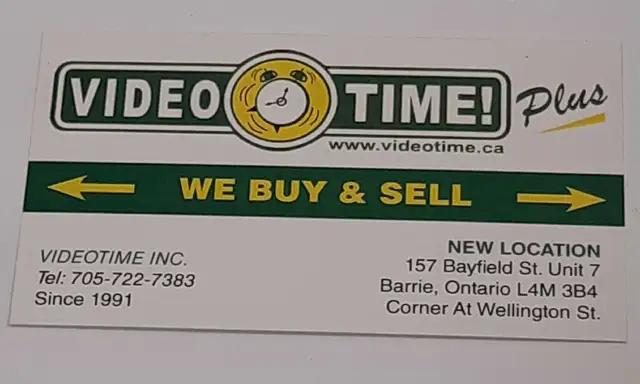 VIDEO TIME! Plus
www.videotime.ca
WE BUY & SELL
VIDEOTIME INC.
Tel: 705-722-7383
Since 1991
NEW LOCATION
157 Bayfield St. Unit 7
Barrie, Ontario L4M 3B4
Corner At Wellington St.